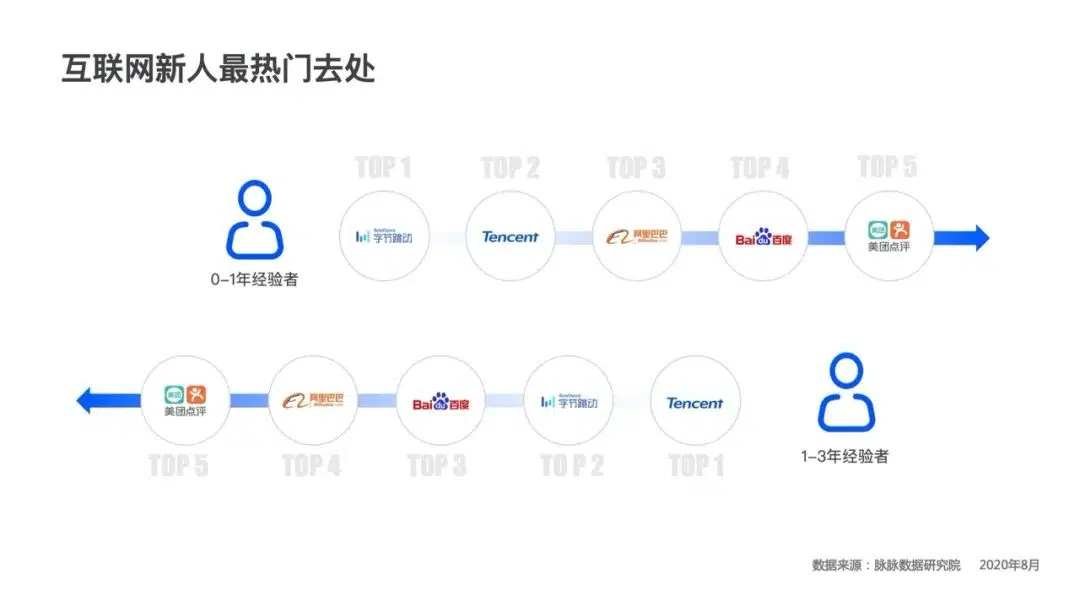 互联网新人最热门去处
TOP 1 TOP 2 TOP 3 TOP 4 TOP 5
ByteDance
字节跳动
Tencent
阿里巴巴
Alibaba.com
Bai du 百度
美团
美团点评
0-1年经验者
美团
美团点评
阿里巴巴
Alibaba.com
Bai du 百度
ByteDance
字节跳动
Tencent
TOP 5 TOP 4 TOP 3 TOP 2 TOP 1
1-3年经验者
数据来源：脉脉数据研究院 2020年8月